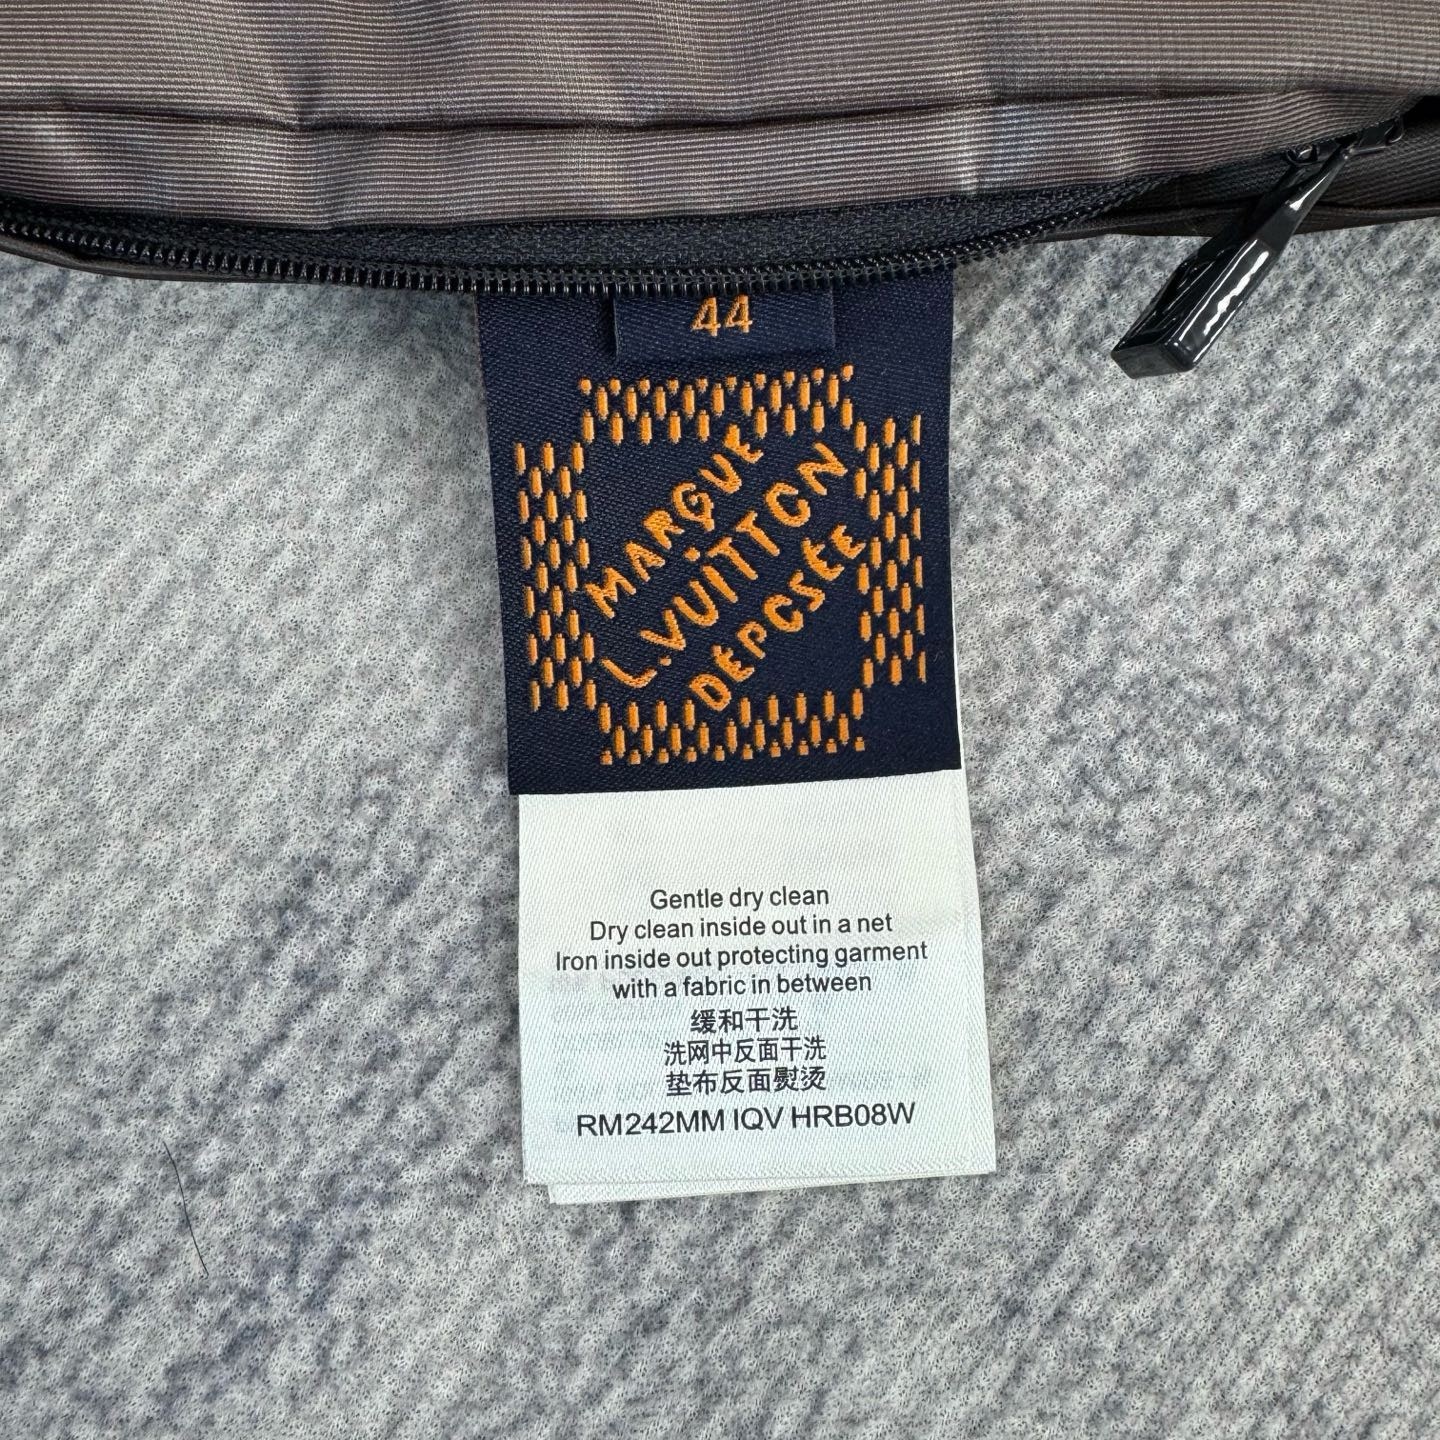 44
MARQUE
L.VUiTTON
DÉPOSÉE
Gentle dry clean
Dry clean inside out in a net
Iron inside out protecting garment
with a fabric in between
缓和干洗
洗网中反面干洗
垫布反面熨烫
RM242MM IQV HRB08W